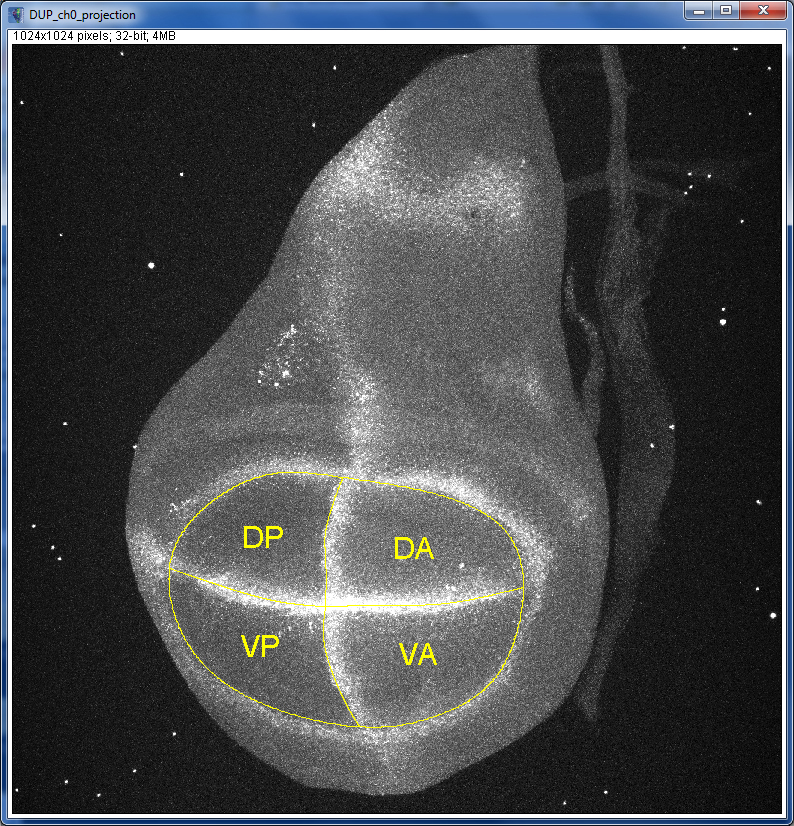 DUP_ch0_projection
1024x1024 pixels; 32-bit; 4MB
DP
DA
VP
VA